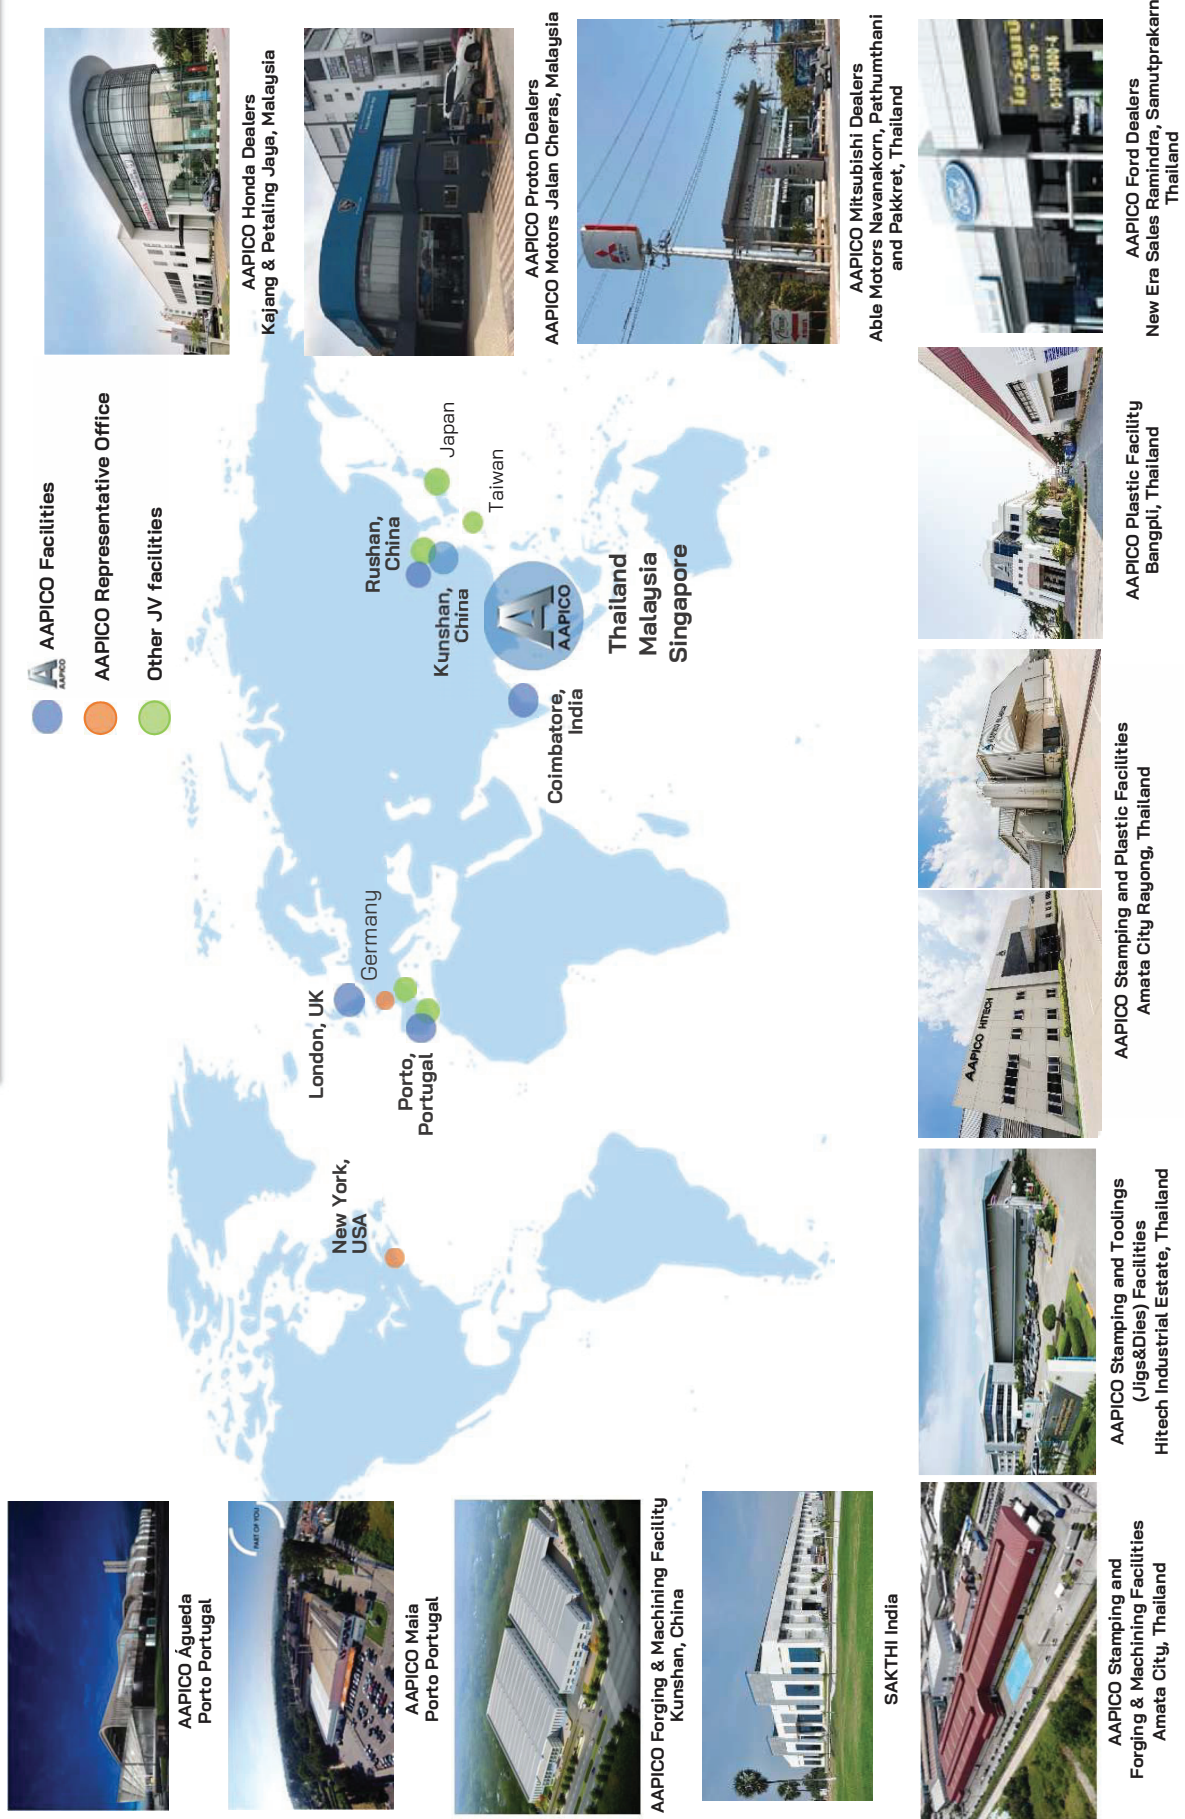 AAPICO Facilities
AAPICO
AAPICO Representative Office
Other JV facilities
AAPICO Águeda
Porto Portugal
PART OF YOU
AAPICO Maia
Porto Portugal
AAPICO Forging & Machining Facility
Kunshan, China
SAKTHI India
New York,
USA
London, UK
Germany
Porto,
Portugal
Coimbatore,
India
Rushan,
China
Kunshan,
China
Japan
Taiwan
AAPICO
Thailand
Malaysia
Singapore
AAPICO Honda Dealers
Kajang & Petaling Jaya, Malaysia
AAPICO Proton Dealers
AAPICO Motors Jalan Cheras, Malaysia
AAPICO Mitsubishi Dealers
Able Motors Navanakorn, Pathumthani
and Pakkret, Thailand
AAPICO Stamping and
Forging & Machining Facilities
Amata City, Thailand
AAPICO Stamping and Toolings
(Jigs&Dies) Facilities
Hitech Industrial Estate, Thailand
AAPICO HITECH
AAPICO Stamping and Plastic Facilities
Amata City Rayong, Thailand
AAPICO Plastic Facility
Bangpli, Thailand
Ford
AAPICO Ford Dealers
New Era Sales Ramindra, Samutprakarn
Thailand